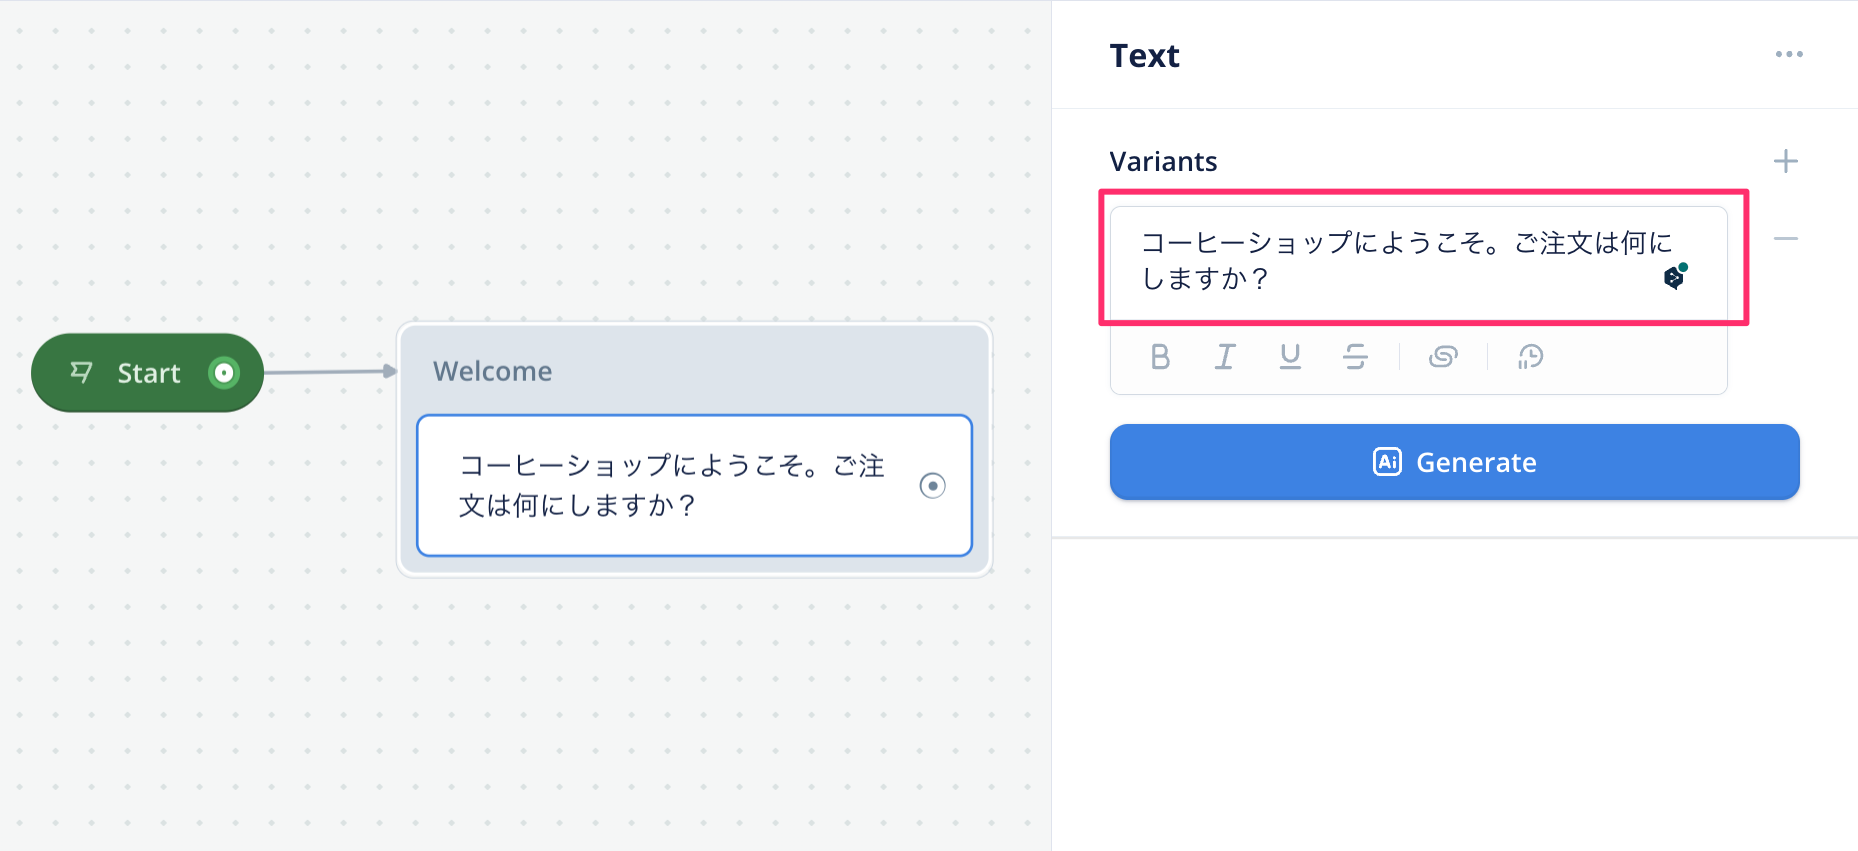 Start
Welcome
コーヒーショップにようこそ。ご注
文は何にしますか？
Text
Variants
コーヒーショップにようこそ。ご注文は何に
しますか？
B I U S
Ai Generate